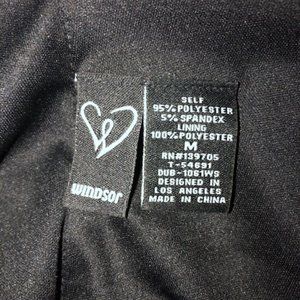 WINDSOR
SELF
95% POLYESTER
5% SPANDEX
LINING
100% POLYESTER
M
RN#139705
T-54691
DUB-1061WS
DESIGNED IN
LOS ANGELES
MADE IN CHINA